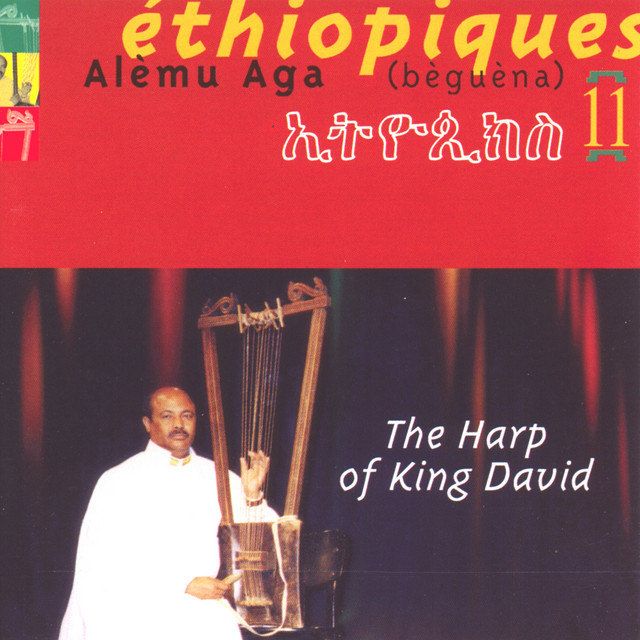 éthiopiques
Alèmu Aga (bèguèna)
ኢትዮጲክስ 11
The Harp
of King David